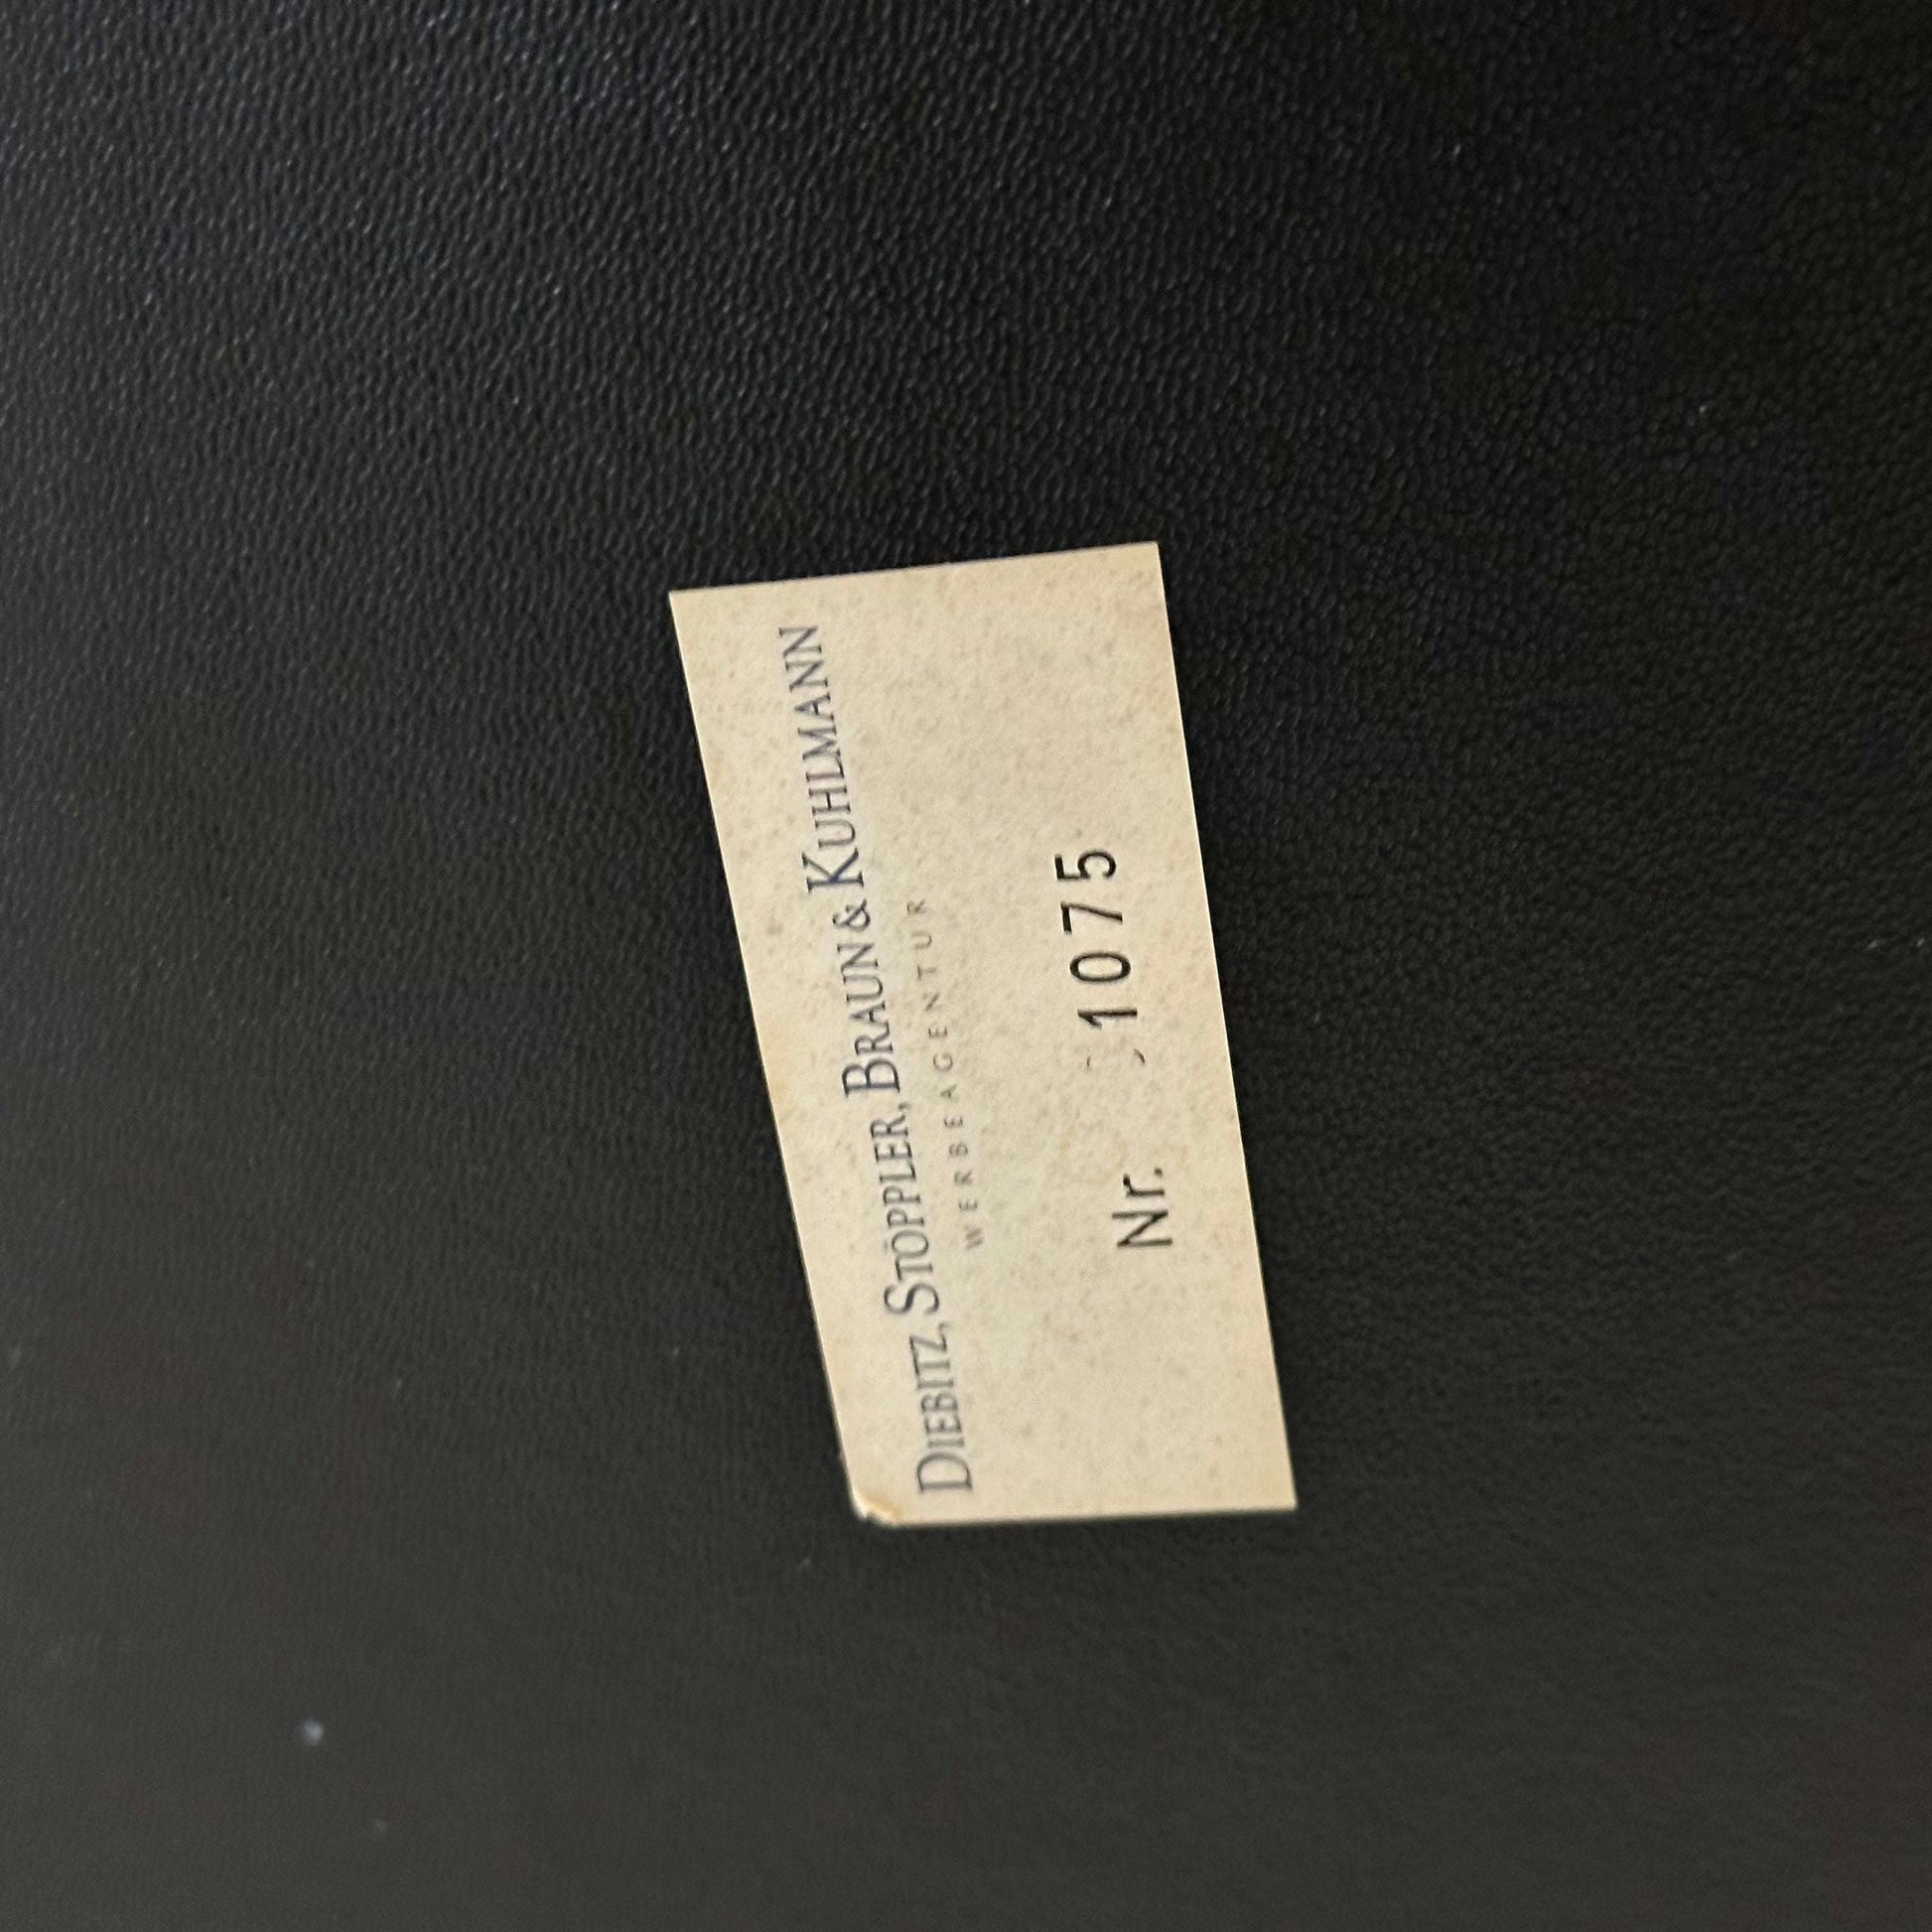 DIEBITZ, STÖPPLER, BRAUN & KUHLMANN
WERBEAGENTUR
Nr. 1075